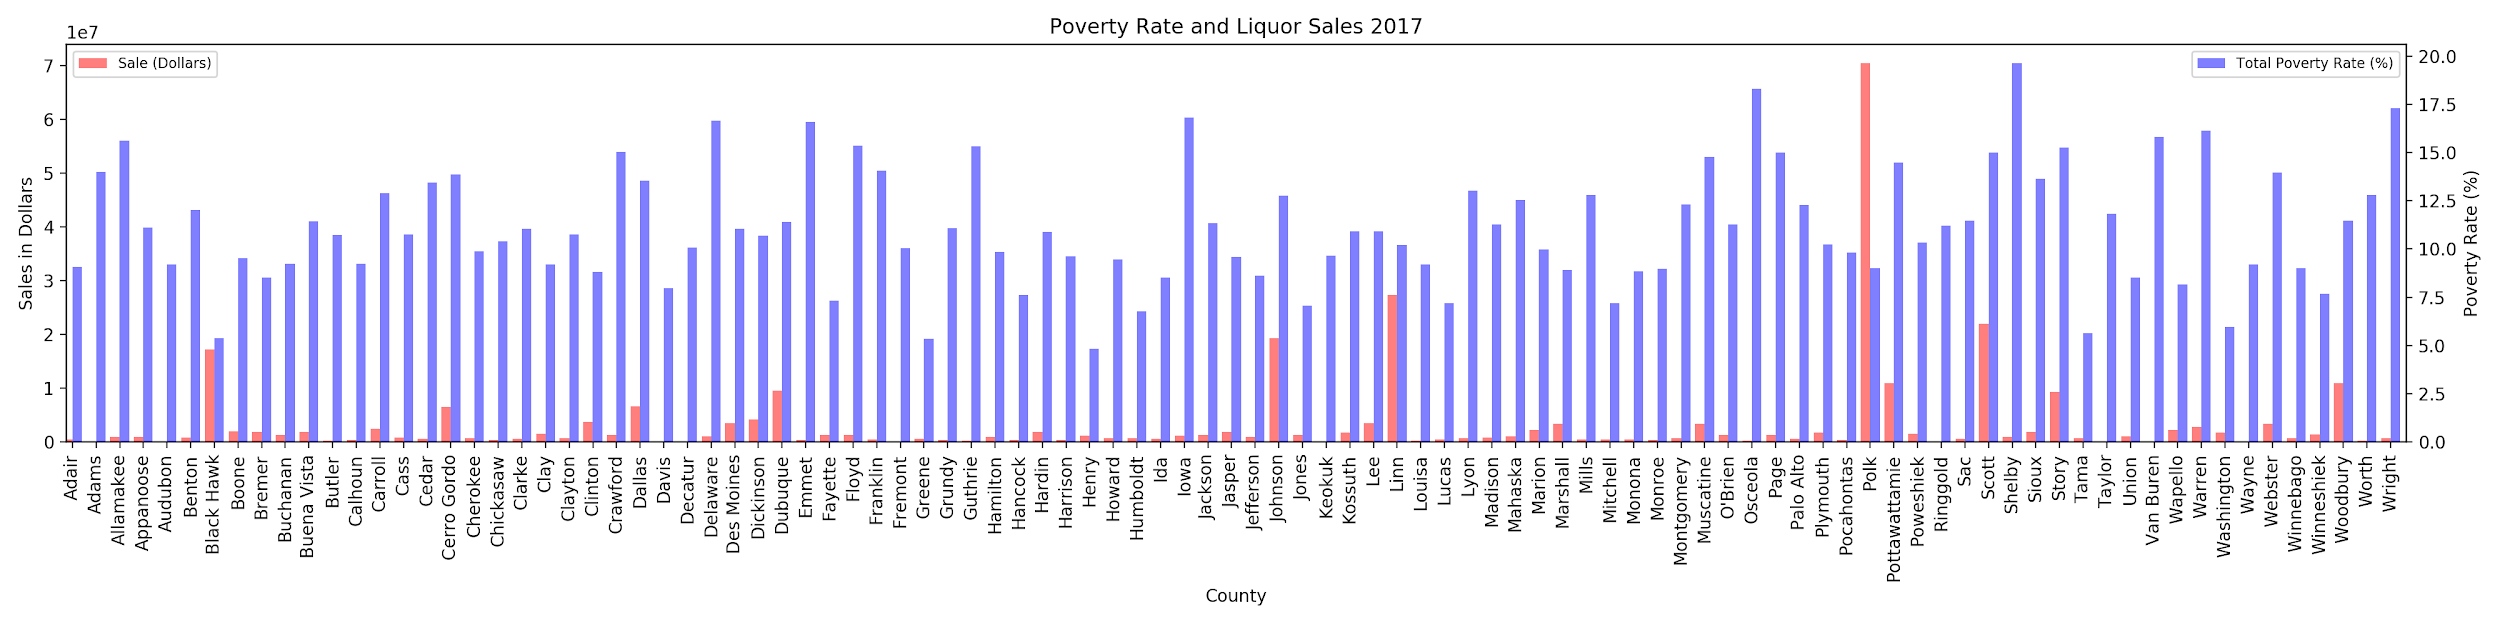 Poverty Rate and Liquor Sales 2017
1e7
Sale (Dollars)
Total Poverty Rate (%)
7
6
5
4
3
2
1
0
Sales in Dollars
20.0
17.5
15.0
12.5
10.0
7.5
5.0
2.5
0.0
Poverty Rate (%)
Adair
Adams
Allamakee
Appanoose
Audubon
Benton
Black Hawk
Boone
Bremer
Buchanan
Buena Vista
Butler
Calhoun
Carroll
Cass
Cedar
Cerro Gordo
Cherokee
Chickasaw
Clarke
Clay
Clayton
Clinton
Crawford
Dallas
Davis
Decatur
Delaware
Des Moines
Dickinson
Dubuque
Emmet
Fayette
Floyd
Franklin
Fremont
Greene
Grundy
Guthrie
Hamilton
Hancock
Hardin
Harrison
Henry
Howard
Humboldt
Ida
Iowa
Jackson
Jasper
Jefferson
Johnson
Jones
Keokuk
Kossuth
Lee
Linn
Louisa
Lucas
Lyon
Madison
Mahaska
Marion
Marshall
Mills
Mitchell
Monona
Monroe
Montgomery
Muscatine
O'Brien
Osceola
Page
Palo Alto
Plymouth
Pocahontas
Polk
Pottawattamie
Poweshiek
Ringgold
Sac
Scott
Shelby
Sioux
Story
Tama
Taylor
Union
Van Buren
Wapello
Warren
Washington
Wayne
Webster
Winnebago
Winneshiek
Woodbury
Worth
Wright
County